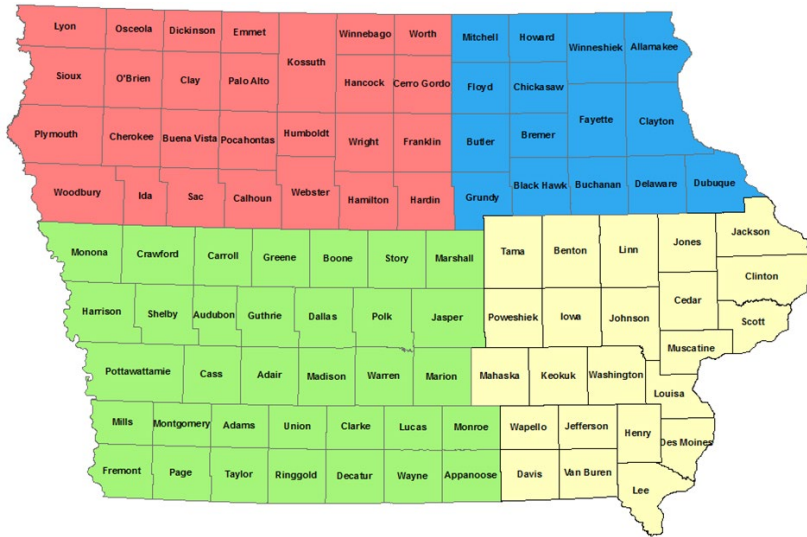 Lyon Osceola Dickinson Emmet Winnebago Worth Mitchell Howard Winneshiek Allamakee
Kossuth
Sioux O'Brien Clay Palo Alto Hancock Cerro Gordo Floyd Chickasaw
Fayette Clayton
Plymouth Cherokee Buena Vista Pocahontas Humboldt Wright Franklin Butler Bremer
Woodbury Ida Sac Calhoun Webster Hamilton Hardin Grundy Black Hawk Buchanan Delaware Dubuque
Monona Crawford Carroll Greene Boone Story Marshall Tama Benton Linn Jones Jackson
Clinton
Harrison Shelby Audubon Guthrie Dallas Polk Jasper Poweshiek Iowa Johnson Cedar Scott
Muscatine
Pottawattamie Cass Adair Madison Warren Marion Mahaska Keokuk Washington
Louisa
Mills Montgomery Adams Union Clarke Lucas Monroe Wapello Jefferson Henry Des Moines
Fremont Page Taylor Ringgold Decatur Wayne Appanoose Davis Van Buren
Lee